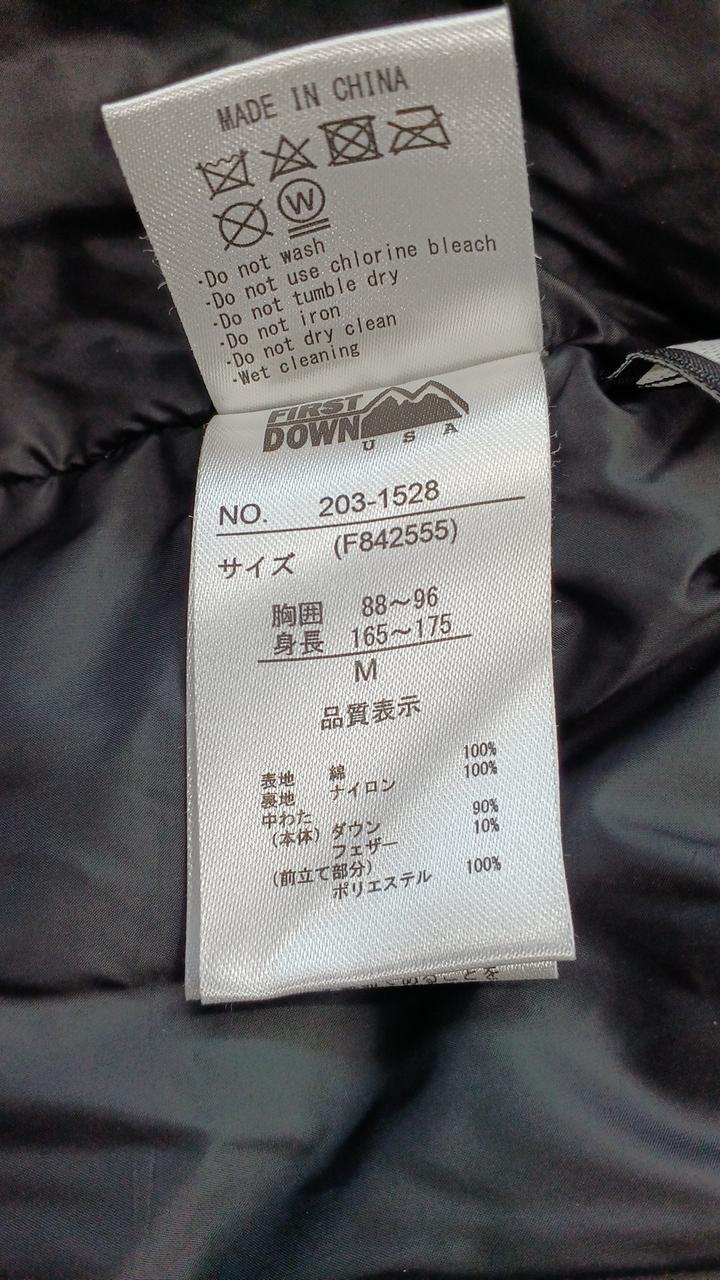 MADE IN CHINA
W
·Do not wash
·Do not use chlorine bleach
·Do not tumble dry
·Do not iron
·Do not dry clean
·Wet cleaning
FIRST
DOWN
USA
NO. 203-1528
サイズ (F842555)
胸囲 88〜96
身長 165〜175
M
品質表示
表地 綿 100%
裏地 ナイロン 100%
中わた
(本体) ダウン 90%
フェザー 10%
(前立て部分)
ポリエステル 100%